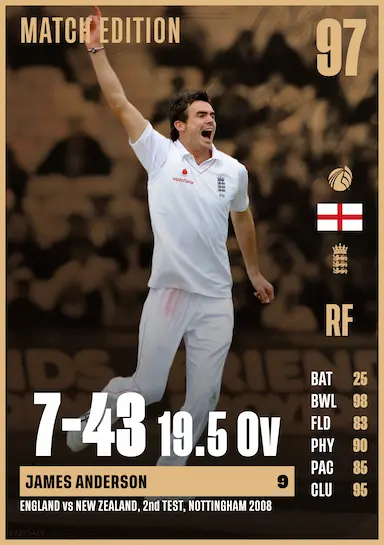 MATCH EDITION
97
vodafone
RF
BAT 25
BWL 98
FLD 83
PHY 90
PAC 85
CLU 95
7-43 19.5 Ov
JAMES ANDERSON 9
ENGLAND vs NEW ZEALAND, 2nd TEST, NOTTINGHAM 2008